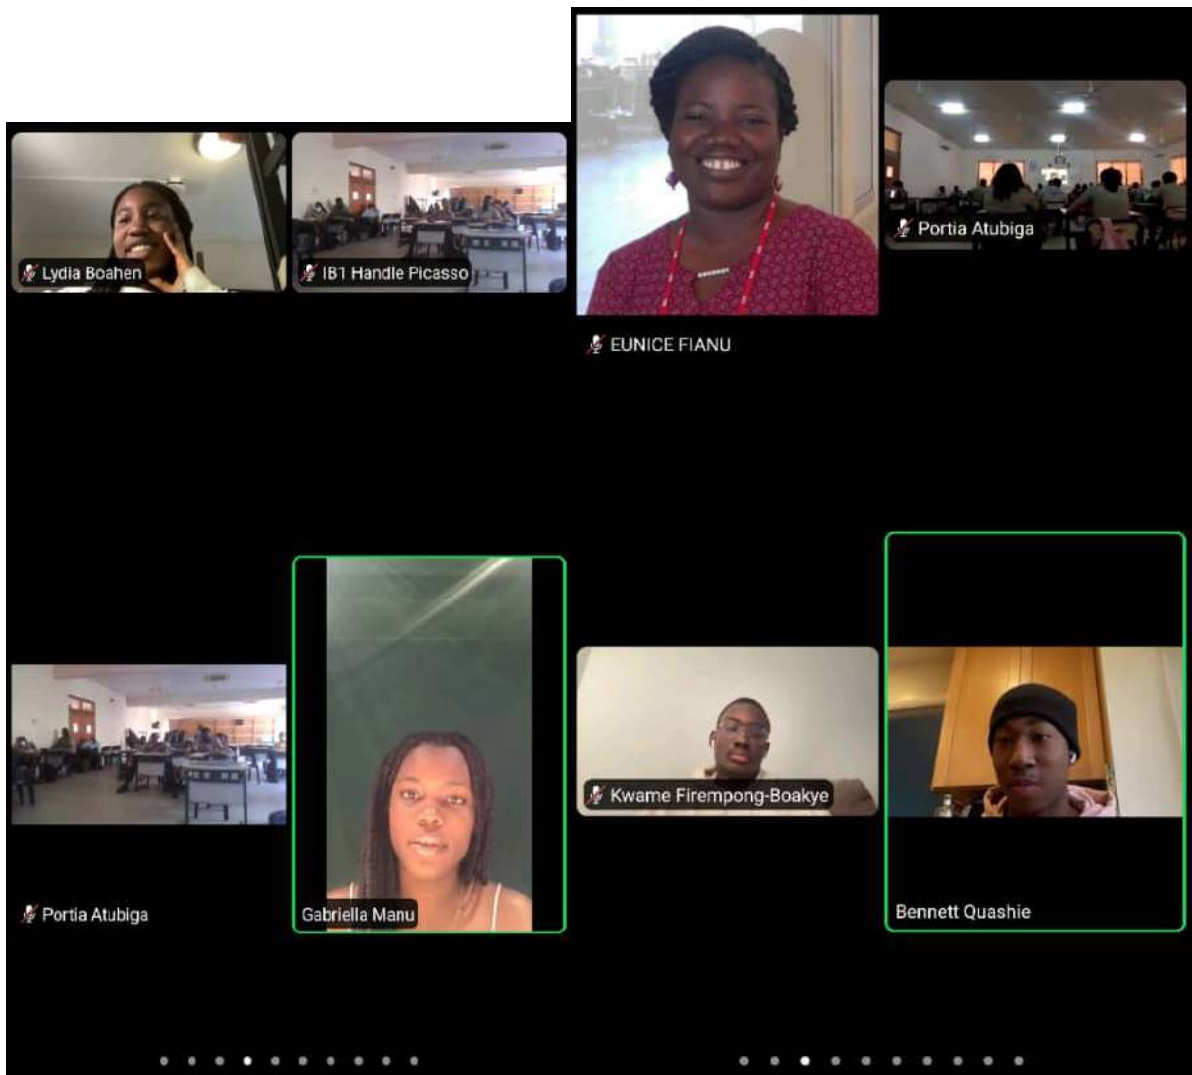 Lydia Boahen
IB1 Handle Picasso
Portia Atubiga
Gabriella Manu
EUNICE FIANU
Portia Atubiga
Kwame Firempong-Boakye
Bennett Quashie